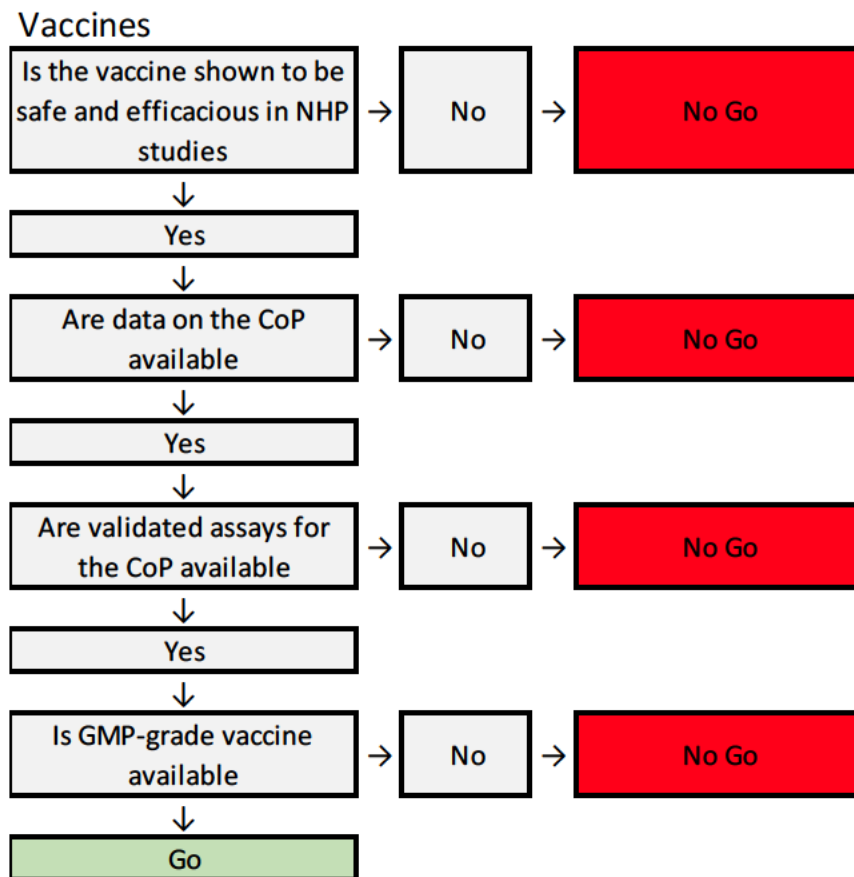 Vaccines
Is the vaccine shown to be
safe and efficacious in NHP
studies
→
No
→
No Go
↓
Yes
↓
Are data on the CoP
available
→
No
→
No Go
↓
Yes
↓
Are validated assays for
the CoP available
→
No
→
No Go
↓
Yes
↓
Is GMP-grade vaccine
available
→
No
→
No Go
↓
Go